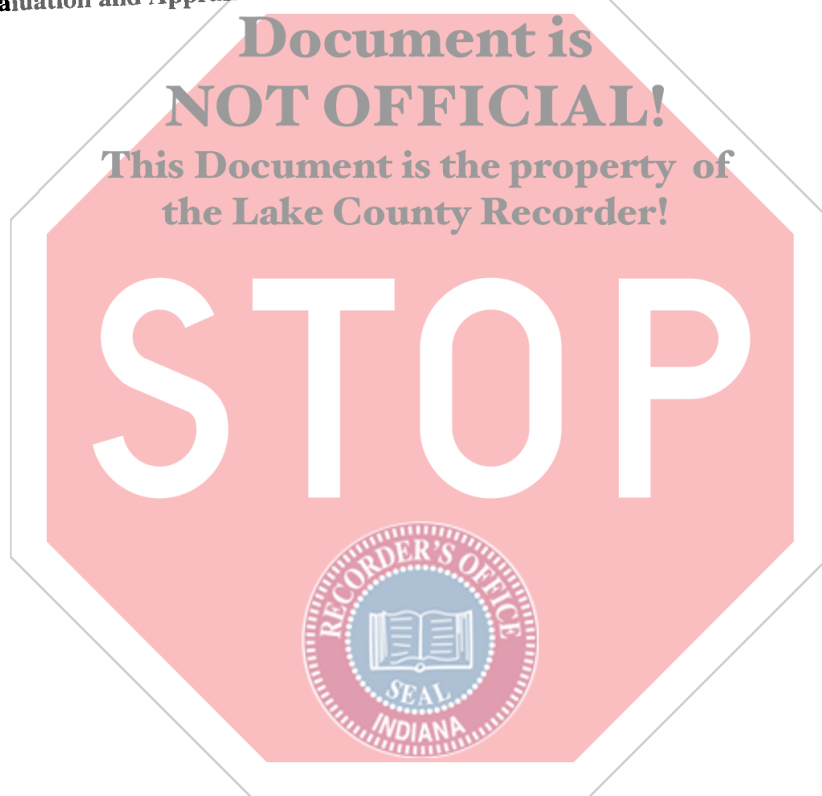 and
Document is
NOT OFFICIAL!
This Document is the property of
the Lake County Recorder!
STOP
RECORDER'S OFFICE
SEAL
INDIANA